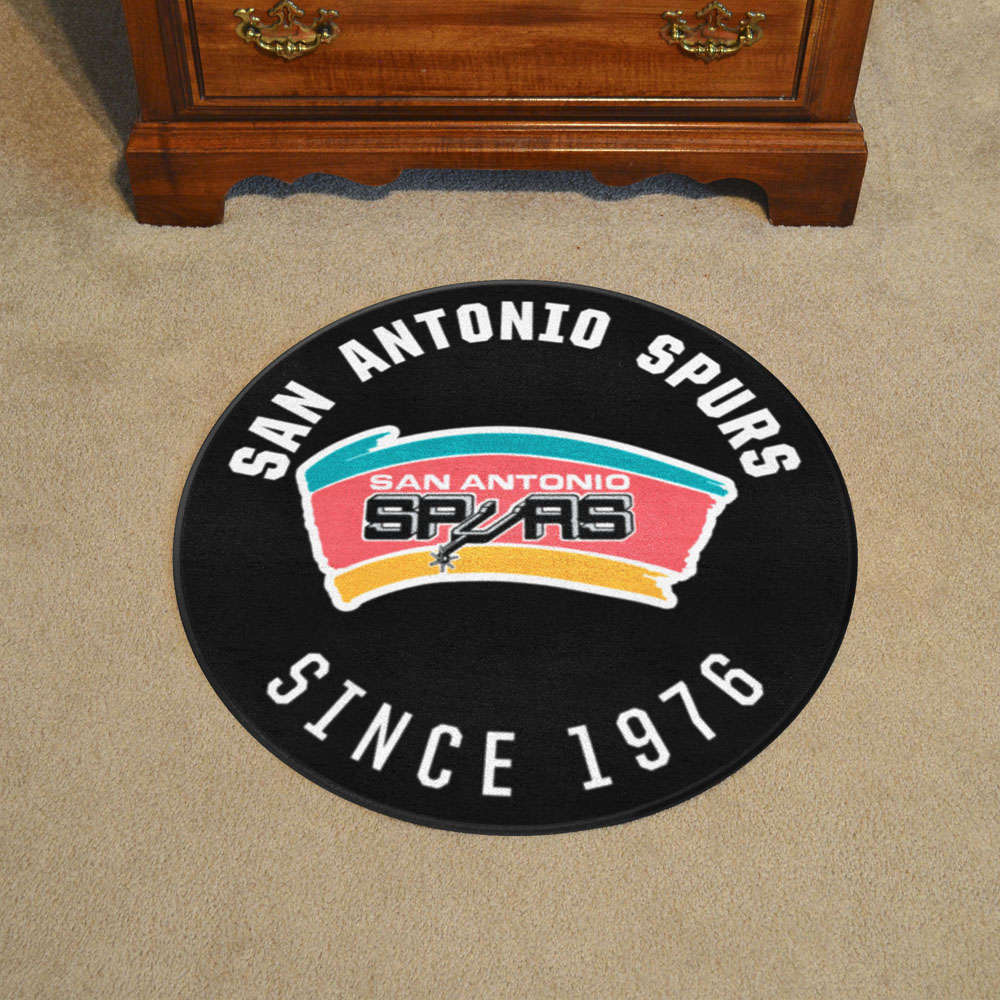 SAN ANTONIO SPURS
SAN ANTONIO
SPURS
SINCE 1976